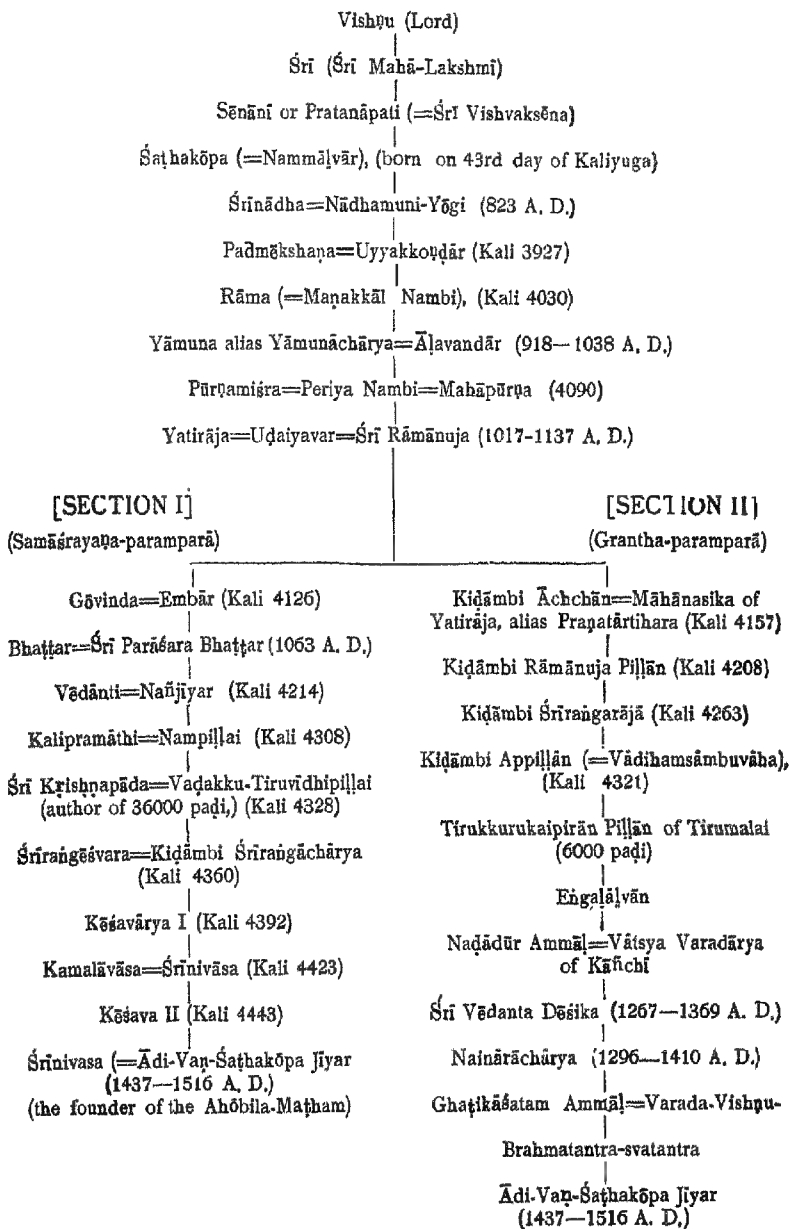 Vishṇu (Lord)
Śrī (Śrī Mahā-Lakshmī)
Sēnānī or Pratanāpati (=Śrī Vishvaksēna)
Śaṭhakōpa (=Nammāḷvār), (born on 43rd day of Kaliyuga)
Śrīnādha=Nādhamuni-Yōgi (823 A. D.)
Padmēkshaṇa=Uyyakkoṇḍār (Kali 3927)
Rāma (=Maṇakkāl Nambi), (Kali 4030)
Yāmuna alias Yāmunāchārya=Āḷavandār (918—1038 A. D.)
Pūrṇamiśra=Periya Nambi=Mahāpūrṇa (4090)
Yatirāja=Uḍaiyavar=Śrī Rāmānuja (1017-1137 A. D.)
[SECTION I]
(Samāśrayaṇa-paramparā)
Gōvinda=Embār (Kali 4126)
Bhaṭṭar=Śrī Parāśara Bhaṭṭar (1063 A. D.)
Vēdānti=Nañjīyar (Kali 4214)
Kalipramāthi=Nampiḷḷai (Kali 4308)
Śrī Kṛishṇapāda=Vaḍakku-Tiruvīdhipiḷḷai
(author of 36000 paḍi,) (Kali 4328)
Śrīraṅgēśvara=Kiḍāmbi Śrīraṅgāchārya
(Kali 4360)
Kēśavārya I (Kali 4392)
Kamalāvāsa=Śrīnivāsa (Kali 4423)
Kēśava II (Kali 4443)
Śrīnivasa (=Ādi-Vaṇ-Śaṭhakōpa Jīyar
(1437—1516 A. D.)
(the founder of the Ahōbila-Maṭham)
[SECTION II]
(Grantha-paramparā)
Kiḍāmbi Āchchān=Māhānasika of
Yatirāja, alias Praṇatārtihara (Kali 4157)
Kiḍāmbi Rāmānuja Piḷḷān (Kali 4208)
Kiḍāmbi Śrīraṅgarājā (Kali 4263)
Kiḍāmbi Appiḷḷān (=Vādihamsâmbuvāha),
(Kali 4321)
Tirukkurukaipirān Piḷḷān of Tirumalai
(6000 paḍi)
Eṅgaḷāḷvān
Naḍādūr Ammāḷ=Vātsya Varadārya
of Kāñchī
Śrī Vēdanta Dēśika (1267—1369 A. D.)
Nainārāchārya (1296—1410 A. D.)
Ghaṭikāśatam Ammāḷ=Varada-Vishṇu-
Brahmatantra-svatantra
Ādi-Vaṇ-Śaṭhakōpa Jīyar
(1437—1516 A. D.)